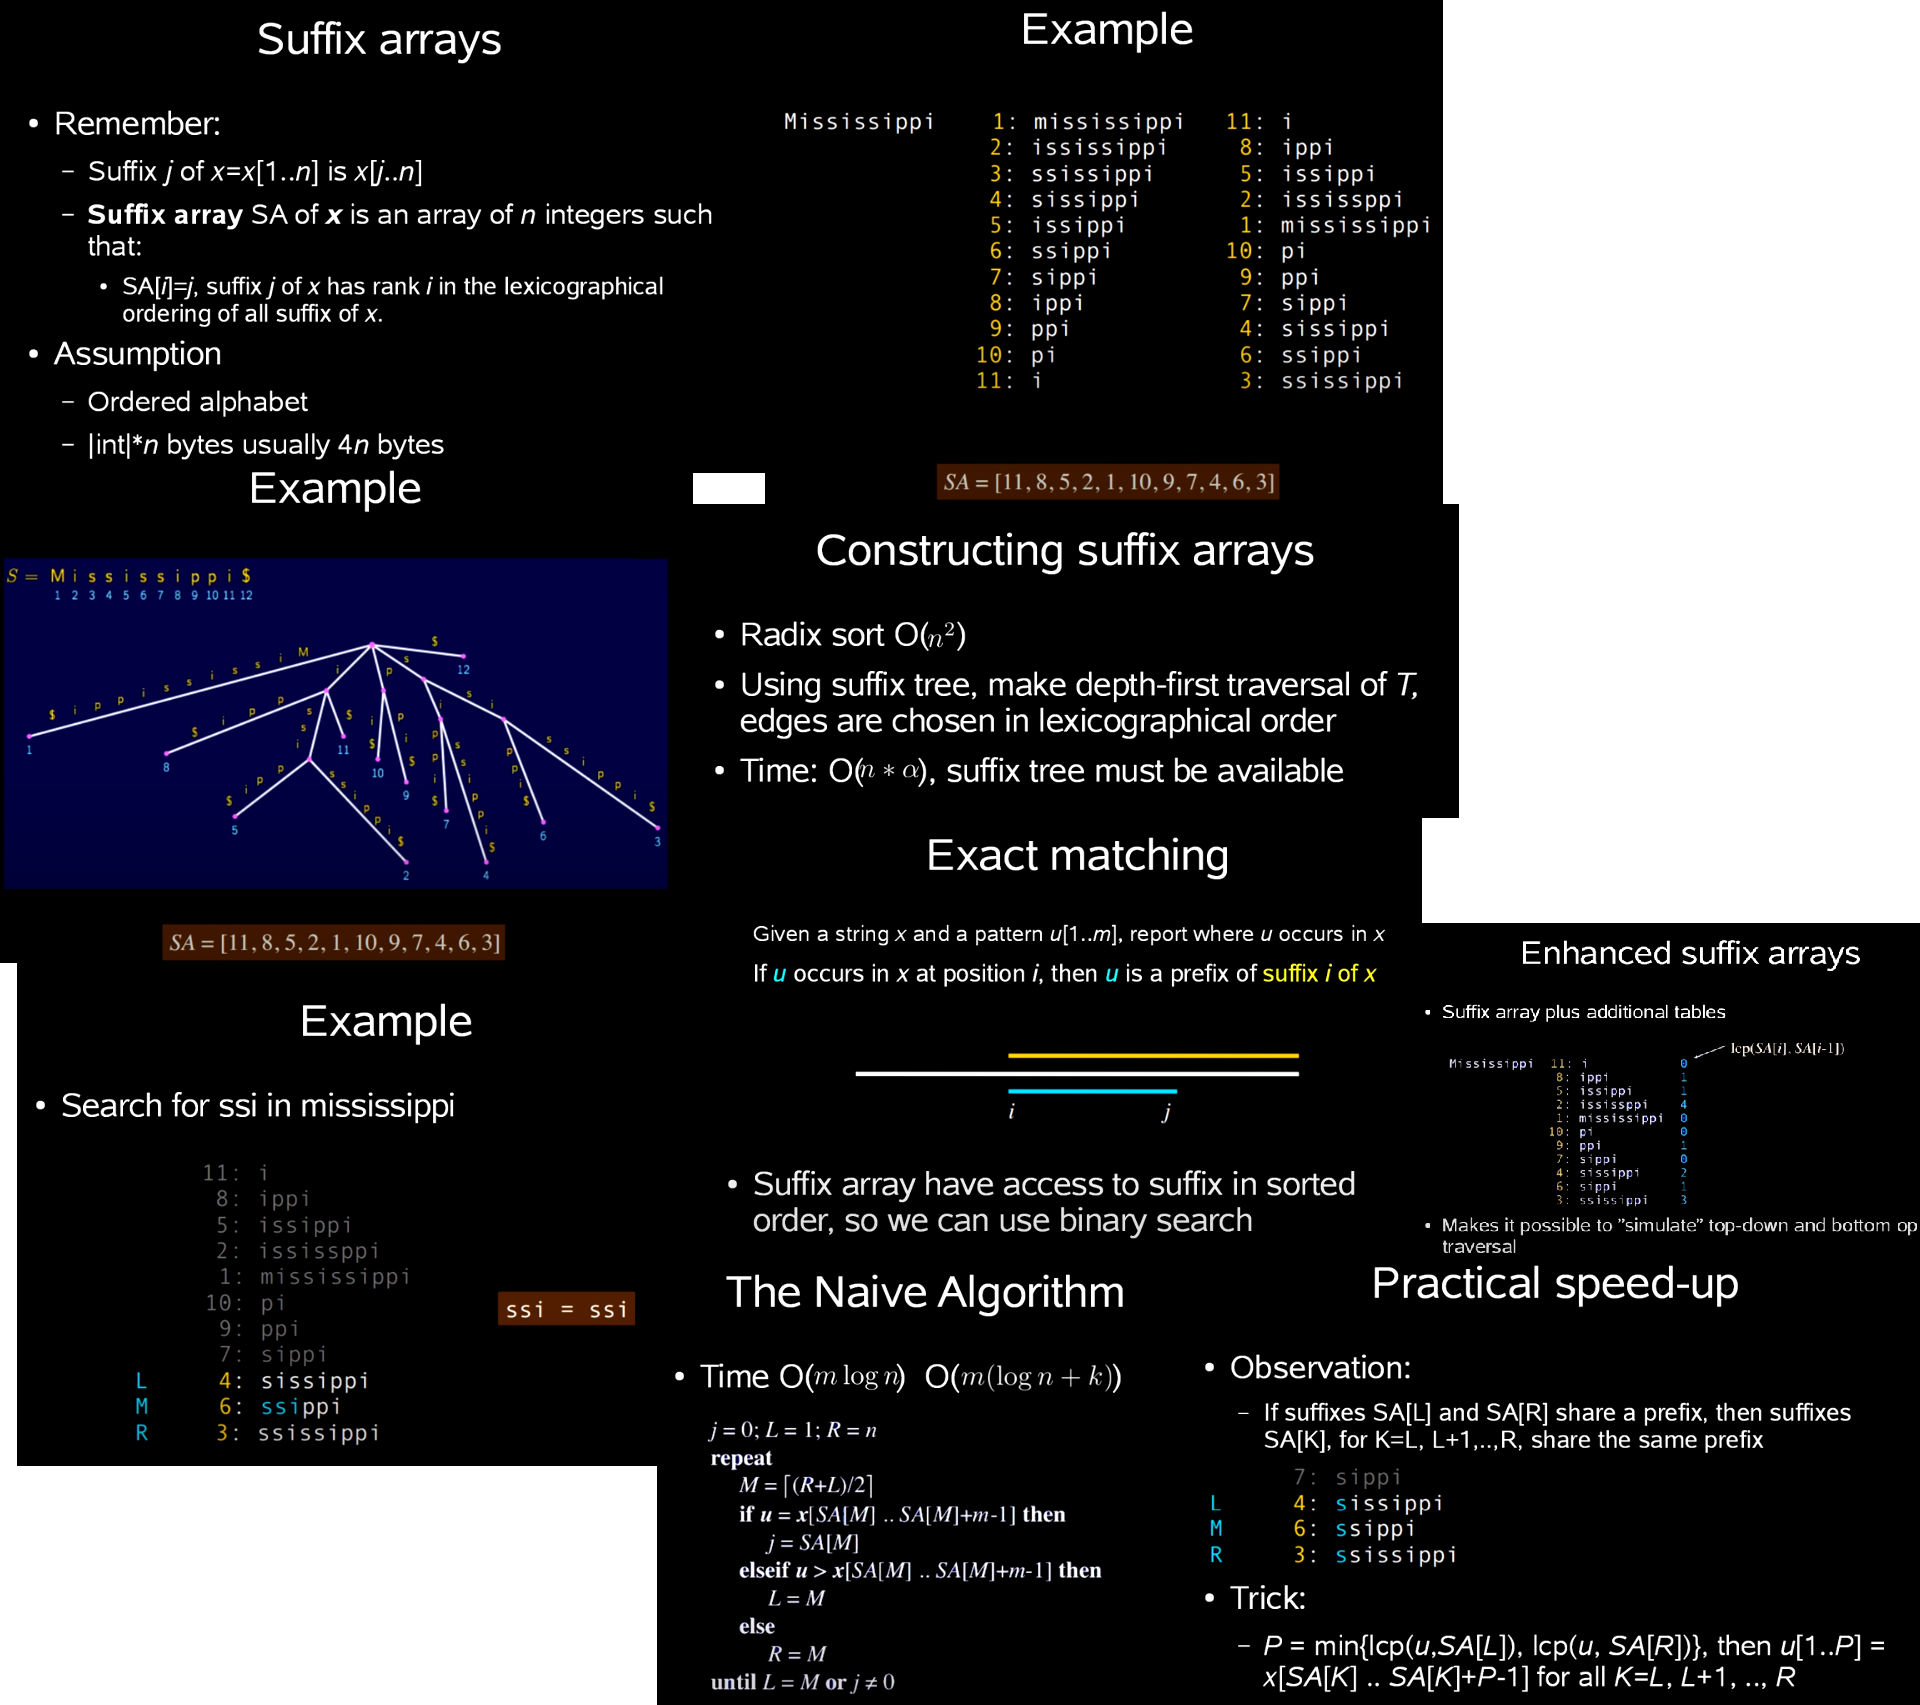 Suffix arrays
• Remember:
– Suffix j of x=x[1..n] is x[j..n]
– Suffix array SA of x is an array of n integers such
that:
• SA[i]=j, suffix j of x has rank i in the lexicographical
ordering of all suffix of x.
• Assumption
– Ordered alphabet
– |int|*n bytes usually 4n bytes
Example
Mississippi 1: mississippi 11: i
2: ississippi 8: ippi
3: ssissippi 5: issippi
4: sissippi 2: ississppi
5: issippi 1: mississippi
6: ssippi 10: pi
7: sippi 9: ppi
8: ippi 7: sippi
9: ppi 4: sissippi
10: pi 6: ssippi
11: i 3: ssissippi
SA = [11, 8, 5, 2, 1, 10, 9, 7, 4, 6, 3]
Example
S = M i s s i s s i p p i $
1 2 3 4 5 6 7 8 9 10 11 12
M i s s i s s i p p i $
1
i
p p i $
8
s s i
p p i $
5
s s i p p i $
2
$
11
p
i $
10
p i $
9
s
i
p p i $
7
s s i p p i $
4
s i
p p i $
6
s s i p p i $
3
$
12
SA = [11, 8, 5, 2, 1, 10, 9, 7, 4, 6, 3]
Constructing suffix arrays
• Radix sort O(n²)
• Using suffix tree, make depth-first traversal of T,
edges are chosen in lexicographical order
• Time: O(n * α), suffix tree must be available
Exact matching
Given a string x and a pattern u[1..m], report where u occurs in x
If u occurs in x at position i, then u is a prefix of suffix i of x
i j
• Suffix array have access to suffix in sorted
order, so we can use binary search
Enhanced suffix arrays
• Suffix array plus additional tables
lcp(SA[i], SA[i-1])
Mississippi 11: i 0
8: ippi 1
5: issippi 1
2: ississppi 4
1: mississippi 0
10: pi 0
9: ppi 1
7: sippi 0
4: sissippi 2
6: sippi 1
3: ssissippi 3
• Makes it possible to ”simulate” top-down and bottom op
traversal
Example
• Search for ssi in mississippi
11: i
8: ippi
5: issippi
2: ississppi
1: mississippi
10: pi
9: ppi
7: sippi
L 4: sissippi
M 6: ssippi
R 3: ssissippi
ssi = ssi
The Naive Algorithm
• Time O(m log n) O(m(log n + k))
j = 0; L = 1; R = n
repeat
M = ⌈(R+L)/2⌉
if u = x[SA[M] .. SA[M]+m-1] then
j = SA[M]
elseif u > x[SA[M] .. SA[M]+m-1] then
L = M
else
R = M
until L = M or j ≠ 0
Practical speed-up
• Observation:
– If suffixes SA[L] and SA[R] share a prefix, then suffixes
SA[K], for K=L, L+1,..,R, share the same prefix
7: sippi
L 4: sissippi
M 6: ssippi
R 3: ssissippi
• Trick:
– P = min{lcp(u,SA[L]), lcp(u, SA[R])}, then u[1..P] =
x[SA[K] .. SA[K]+P-1] for all K=L, L+1, .., R